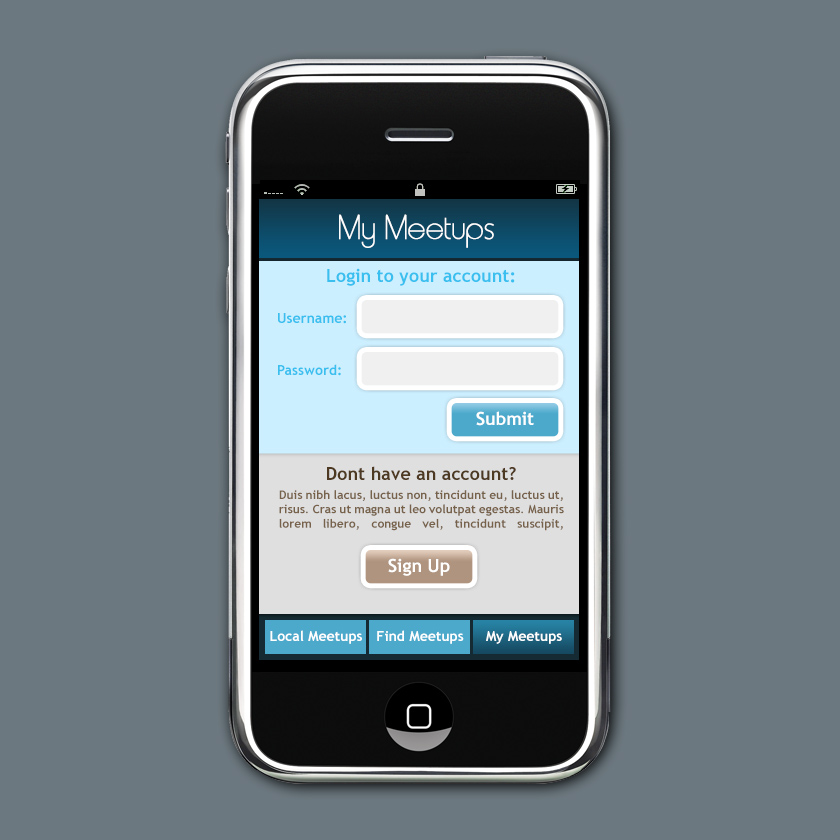 My Meetups
Login to your account:
Username:
Password:
Submit
Dont have an account?
Duis nibh lacus, luctus non, tincidunt eu, luctus ut,
risus. Cras ut magna ut leo volutpat egestas. Mauris
lorem libero, congue vel, tincidunt suscipit,
Sign Up
Local Meetups Find Meetups My Meetups